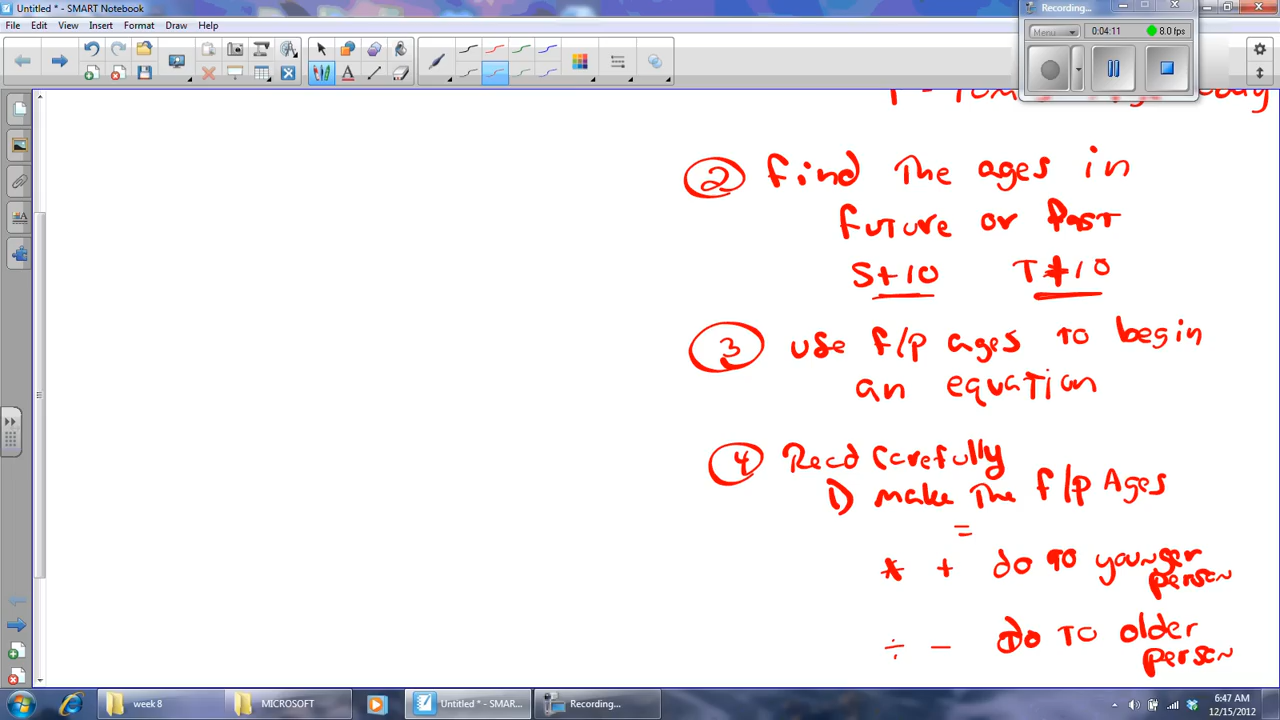 Untitled * - SMART Notebook
Recording...
File Edit View Insert Format Tools Add-ons Draw Help
Menu
0:04:11
8.0 fps
② find The ages in
future or Past
S+10 T+10
③ use f/p ages To begin
an equation
④ Read Carefully
1) make The f/p Ages
=
* + do To younger
person
÷ - Do To older
person
week 8
MICROSOFT
Untitled * - SMAR...
Recording...
6:47 AM
12/15/2012